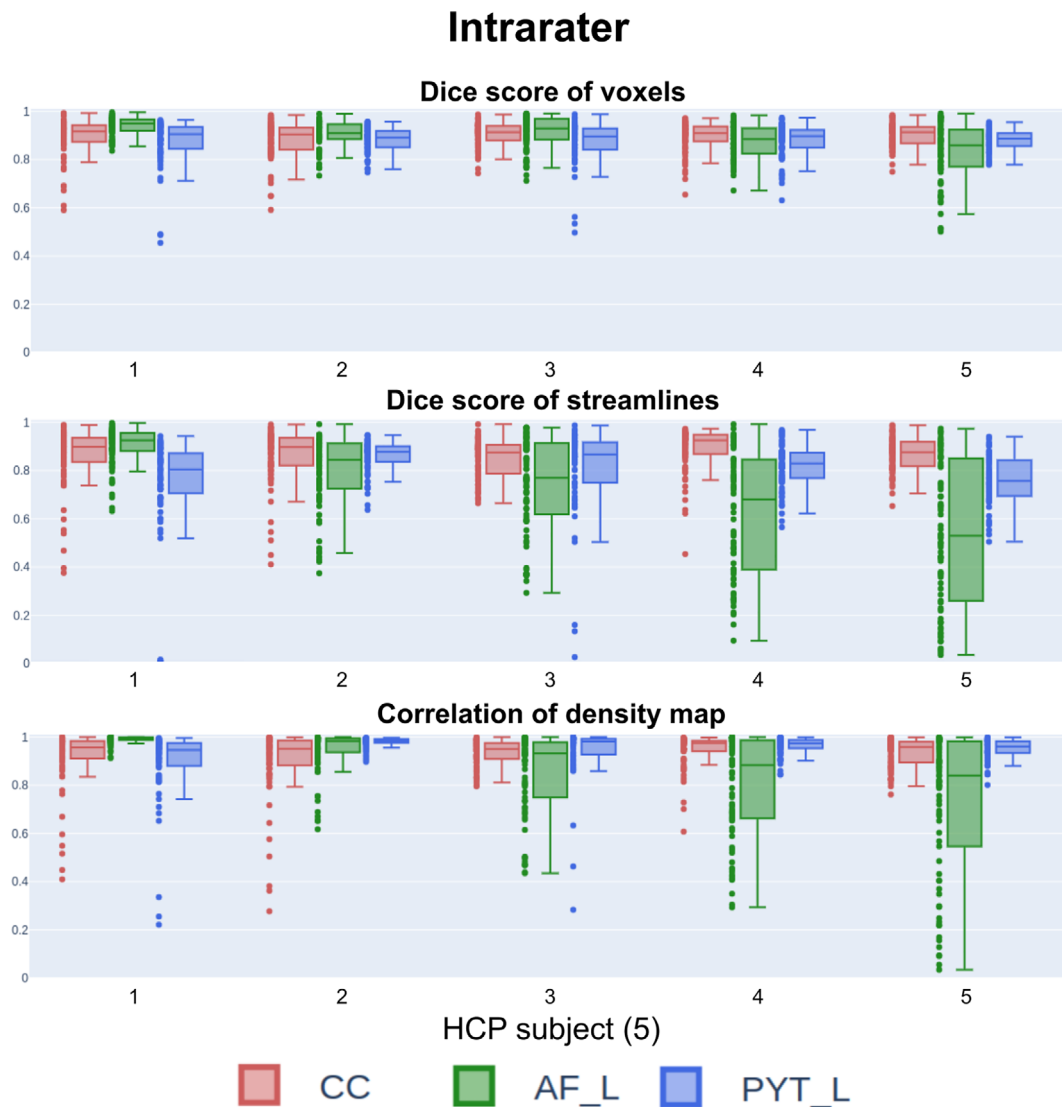 Intrarater
Dice score of voxels
1
0.8
0.6
0.4
0.2
0
1 2 3 4 5
Dice score of streamlines
1
0.8
0.6
0.4
0.2
0
1 2 3 4 5
Correlation of density map
1
0.8
0.6
0.4
0.2
0
1 2 3 4 5
HCP subject (5)
CC AF_L PYT_L